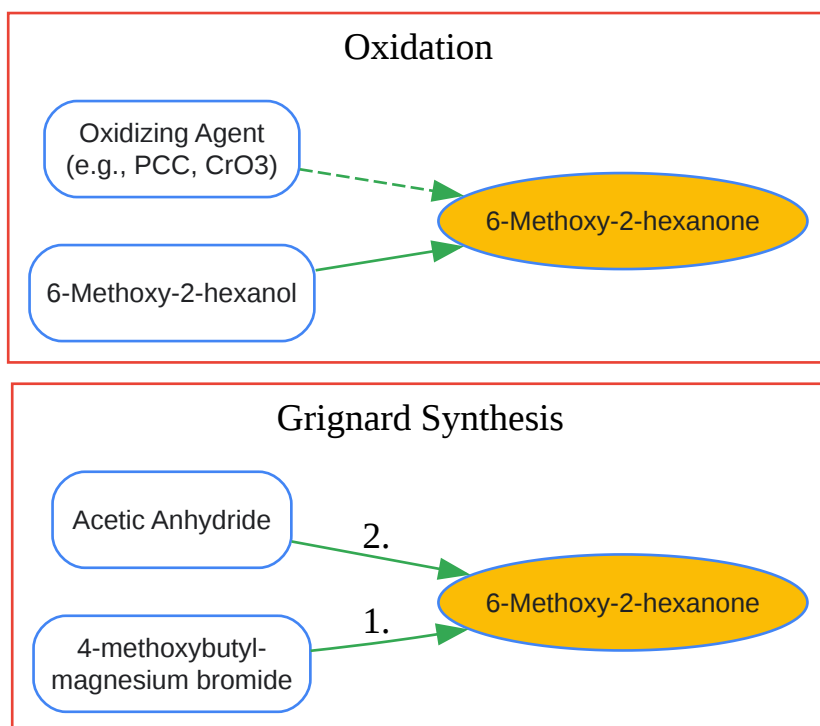 Oxidation
Oxidizing Agent
(e.g., PCC, CrO3)
6-Methoxy-2-hexanone
6-Methoxy-2-hexanol
Grignard Synthesis
Acetic Anhydride
2.
6-Methoxy-2-hexanone
1.
4-methoxybutyl-
magnesium bromide